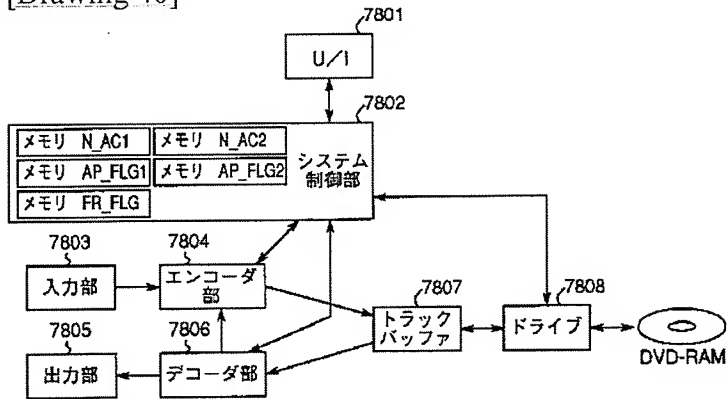 [Drawing 40]
7801
U/I
7802
メモリ N_AC1
メモリ N_AC2
メモリ AP_FLG1
メモリ AP_FLG2
メモリ FR_FLG
システム
制御部
7803
入力部
7804
エンコーダ
部
7805
出力部
7806
デコーダ部
7807
トラック
バッファ
7808
ドライブ
DVD-RAM